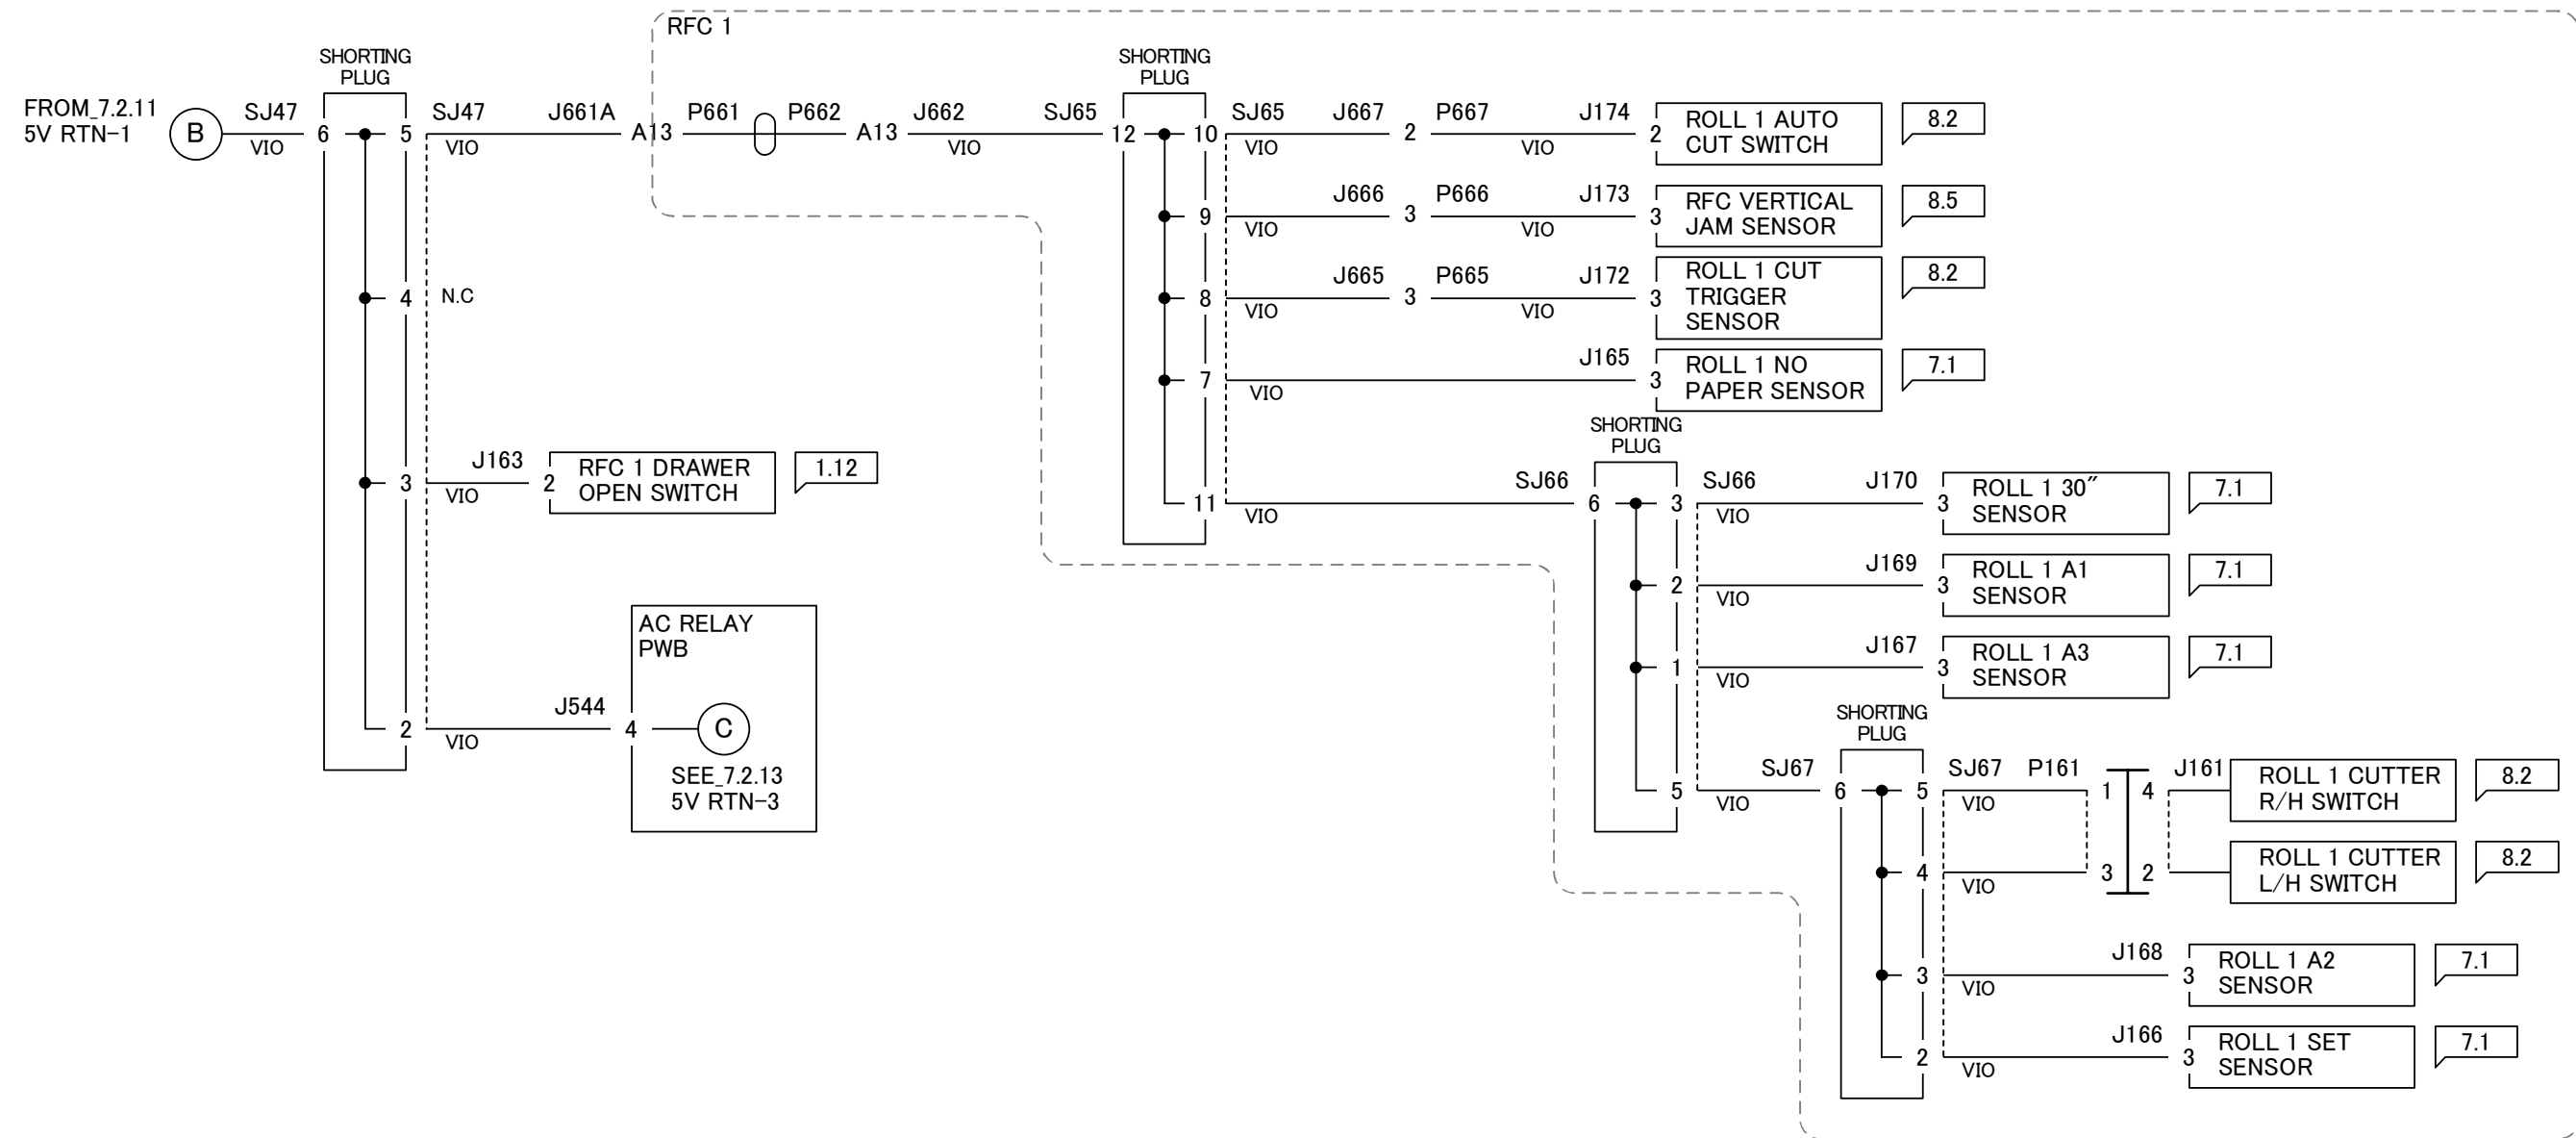 RFC 1
SHORTING
PLUG
SHORTING
PLUG
FROM_7.2.11
5V RTN-1
B
SJ47
VIO
6
5
SJ47
VIO
J661A
A13
P661
P662
A13
J662
VIO
SJ65
12
10
SJ65
VIO
J667
2
P667
VIO
J174
2
ROLL 1 AUTO
CUT SWITCH
8.2
9
VIO
J666
3
P666
VIO
J173
3
RFC VERTICAL
JAM SENSOR
8.5
4
N.C
8
VIO
J665
3
P665
VIO
J172
3
ROLL 1 CUT
TRIGGER
SENSOR
8.2
7
VIO
J165
3
ROLL 1 NO
PAPER SENSOR
7.1
3
VIO
J163
2
RFC 1 DRAWER
OPEN SWITCH
1.12
11
VIO
SHORTING
PLUG
SJ66
6
3
SJ66
VIO
J170
3
ROLL 1 30"
SENSOR
7.1
2
VIO
J169
3
ROLL 1 A1
SENSOR
7.1
1
VIO
J167
3
ROLL 1 A3
SENSOR
7.1
2
VIO
J544
4
AC RELAY
PWB
C
SEE_7.2.13
5V RTN-3
5
VIO
SJ67
SHORTING
PLUG
6
5
SJ67
VIO
P161
1
4
J161
ROLL 1 CUTTER
R/H SWITCH
8.2
4
VIO
3
2
ROLL 1 CUTTER
L/H SWITCH
8.2
3
VIO
J168
3
ROLL 1 A2
SENSOR
7.1
2
VIO
J166
3
ROLL 1 SET
SENSOR
7.1